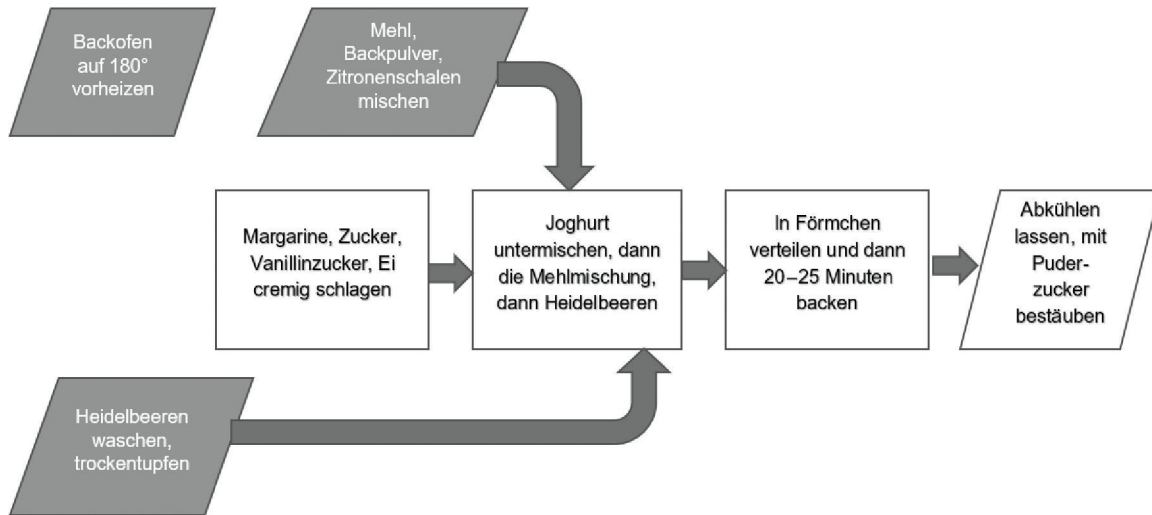 Backofen
auf 180°
vorheizen
Mehl,
Backpulver,
Zitronenschalen
mischen
Margarine, Zucker,
Vanillinzucker, Ei
cremig schlagen
Joghurt
untermischen, dann
die Mehlmischung,
dann Heidelbeeren
In Förmchen
verteilen und dann
20–25 Minuten
backen
Abkühlen
lassen, mit
Puder-
zucker
bestäuben
Heidelbeeren
waschen,
trockentupfen